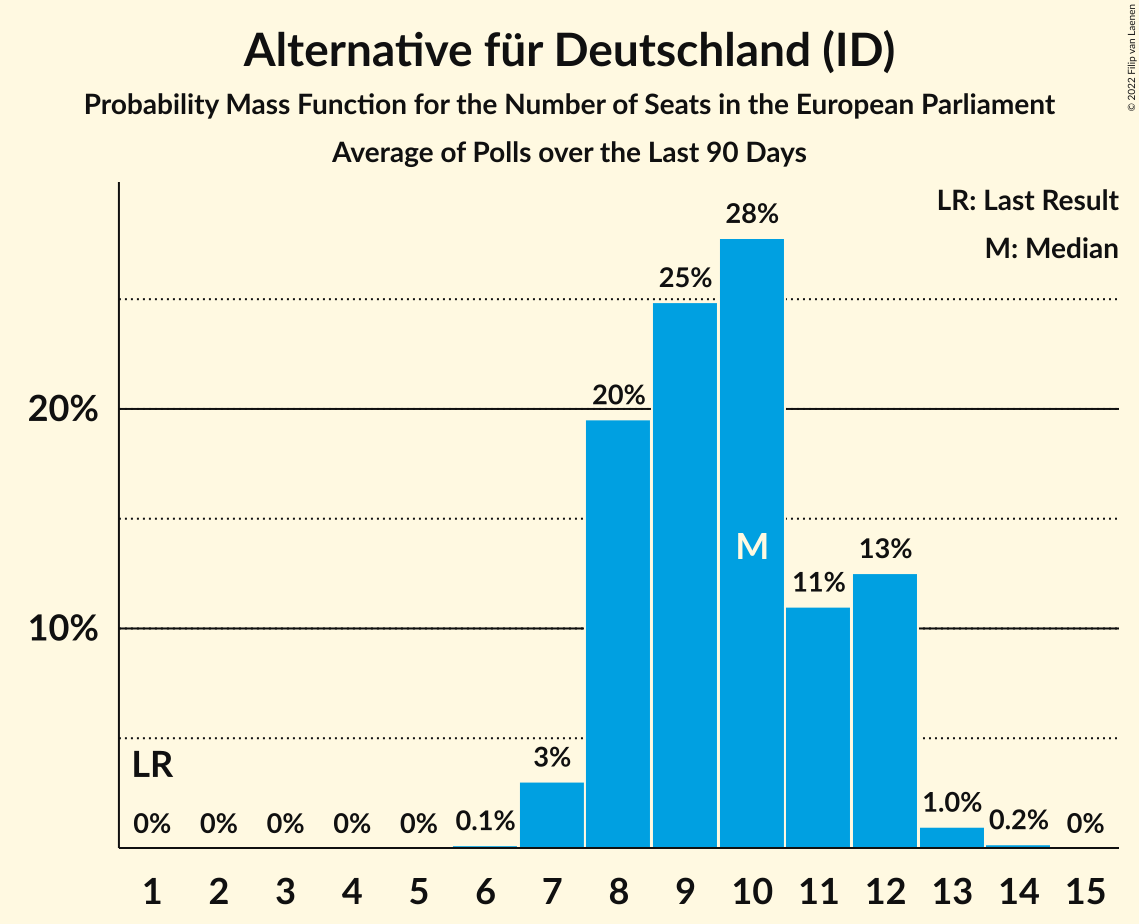 Alternative für Deutschland (ID)
Probability Mass Function for the Number of Seats in the European Parliament
Average of Polls over the Last 90 Days
© 2022 Filip van Laenen
LR: Last Result
M: Median
28%
25%
20%
20%
M
13%
11%
10%
LR
3%
0% 0% 0% 0% 0% 0.1% 1.0% 0.2% 0%
1 2 3 4 5 6 7 8 9 10 11 12 13 14 15